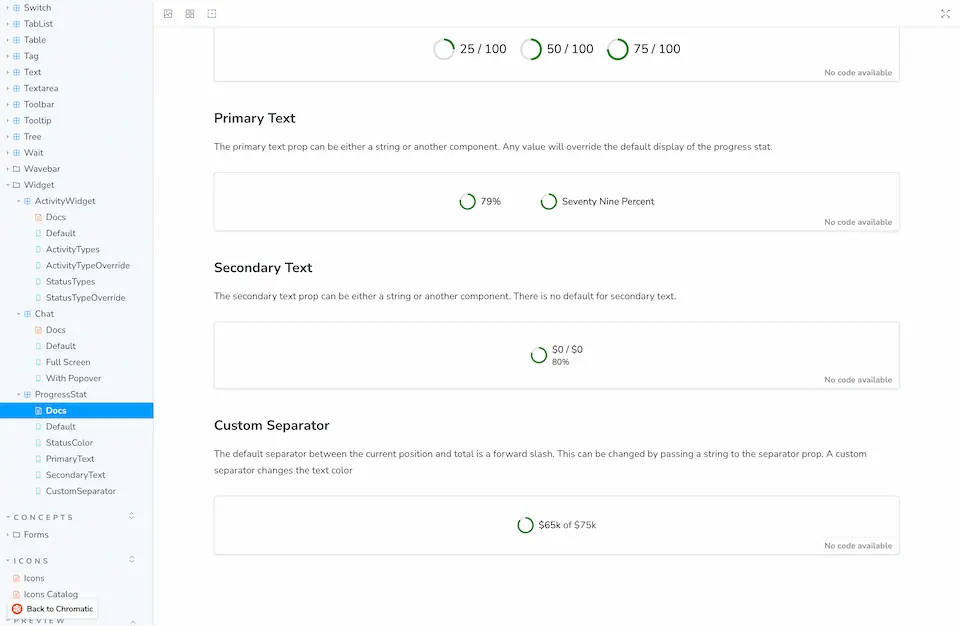 Switch
TabList
Table
Tag
Text
Textarea
Toolbar
Tooltip
Tree
Wait
Wavebar
Widget
ActivityWidget
Docs
Default
ActivityTypes
ActivityTypeOverride
StatusTypes
StatusTypeOverride
Chat
Docs
Default
Full Screen
With Popover
ProgressStat
Docs
Default
StatusColor
PrimaryText
SecondaryText
CustomSeparator
CONCEPTS
Forms
ICONS
Icons
Icons Catalog
Back to Chromatic
PREVIEW
25 / 100 50 / 100 75 / 100
No code available
Primary Text
The primary text prop can be either a string or another component. Any value will override the default display of the progress stat.
79% Seventy Nine Percent
No code available
Secondary Text
The secondary text prop can be either a string or another component. There is no default for secondary text.
$0 / $0
80%
No code available
Custom Separator
The default separator between the current position and total is a forward slash. This can be changed by passing a string to the separator prop. A custom
separator changes the text color
$65k of $75k
No code available